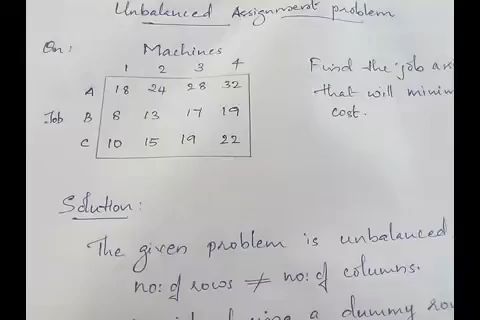 Unbalanced Assignment problem
Qn: Machines
1 2 3 4
A 18 24 28 32
Job B 8 13 17 19
C 10 15 19 22
Find the job
that will
cost.
Solution:
The given problem is unbalanced
no: of rows ≠ no: of columns.
a dummy